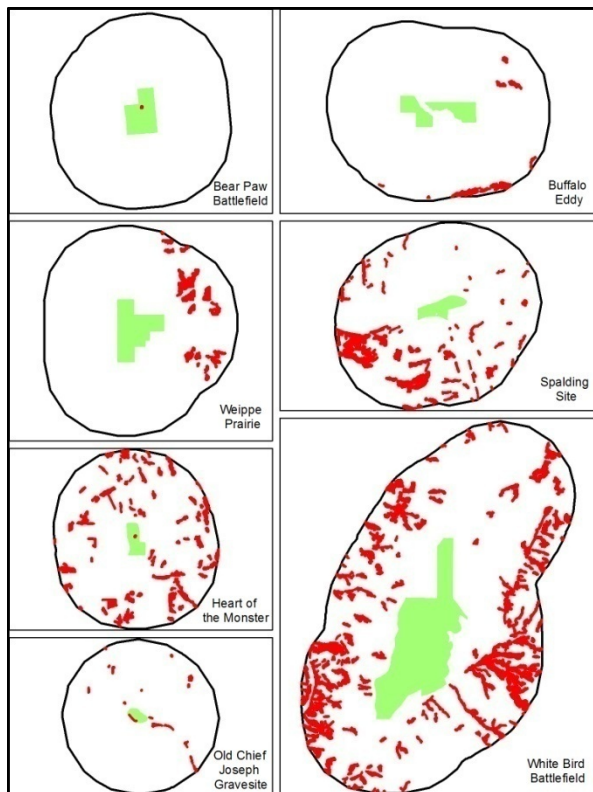 Bear Paw
Battlefield
Buffalo
Eddy
Weippe
Prairie
Spalding
Site
Heart of
the Monster
Old Chief
Joseph
Gravesite
White Bird
Battlefield